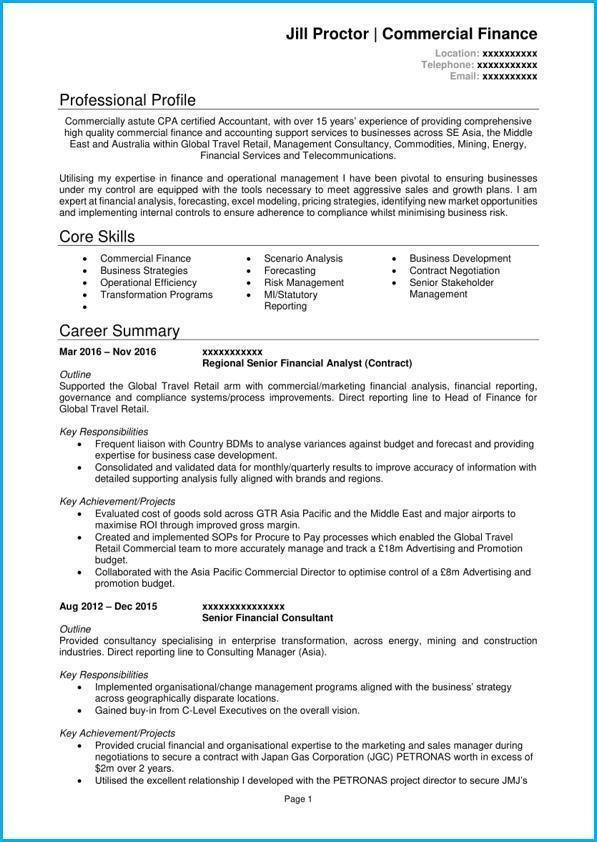 Jill Proctor | Commercial Finance
Location: xxxxxxxxxx
Telephone: xxxxxxxxxxx
Email: xxxxxxxxxx
Professional Profile
Commercially astute CPA certified Accountant, with over 15 years' experience of providing comprehensive
high quality commercial finance and accounting support services to businesses across SE Asia, the Middle
East and Australia within Global Travel Retail, Management Consultancy, Commodities, Mining, Energy,
Financial Services and Telecommunications.
Utilising my expertise in finance and operational management I have been pivotal to ensuring businesses
under my control are equipped with the tools necessary to meet aggressive sales and growth plans. I am
expert at financial analysis, forecasting, excel modeling, pricing strategies, identifying new market opportunities
and implementing internal controls to ensure adherence to compliance whilst minimising business risk.
Core Skills
• Commercial Finance
• Business Strategies
• Operational Efficiency
• Transformation Programs
•
• Scenario Analysis
• Forecasting
• Risk Management
• MI/Statutory
Reporting
• Business Development
• Contract Negotiation
• Senior Stakeholder
Management
Career Summary
Mar 2016 – Nov 2016 xxxxxxxxxxx
Regional Senior Financial Analyst (Contract)
Outline
Supported the Global Travel Retail arm with commercial/marketing financial analysis, financial reporting,
governance and compliance systems/process improvements. Direct reporting line to Head of Finance for
Global Travel Retail.
Key Responsibilities
• Frequent liaison with Country BDMs to analyse variances against budget and forecast and providing
expertise for business case development.
• Consolidated and validated data for monthly/quarterly results to improve accuracy of information with
detailed supporting analysis fully aligned with brands and regions.
Key Achievement/Projects
• Evaluated cost of goods sold across GTR Asia Pacific and the Middle East and major airports to
maximise ROI through improved gross margin.
• Created and implemented SOPs for Procure to Pay processes which enabled the Global Travel
Retail Commercial team to more accurately manage and track a £18m Advertising and Promotion
budget.
• Collaborated with the Asia Pacific Commercial Director to optimise control of a £8m Advertising and
promotion budget.
Aug 2012 – Dec 2015 xxxxxxxxxxxxxxx
Senior Financial Consultant
Outline
Provided consultancy specialising in enterprise transformation, across energy, mining and construction
industries. Direct reporting line to Consulting Manager (Asia).
Key Responsibilities
• Implemented organisational/change management programs aligned with the business' strategy
across geographically disparate locations.
• Gained buy-in from C-Level Executives on the overall vision.
Key Achievement/Projects
• Provided crucial financial and organisational expertise to the marketing and sales manager during
negotiations to secure a contract with Japan Gas Corporation (JGC) PETRONAS worth in excess of
$2m over 2 years.
• Utilised the excellent relationship I developed with the PETRONAS project director to secure JMJ's
Page 1